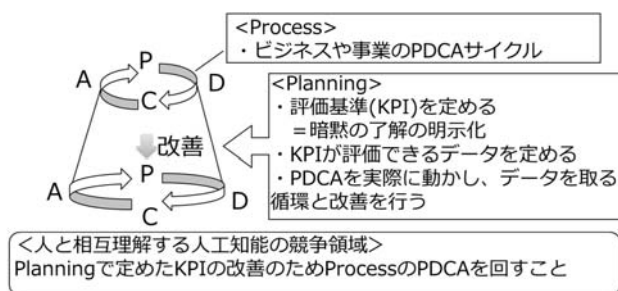 <Process>
・ビジネスや事業のPDCAサイクル
P
A
D
C
改善
P
A
D
C
<Planning>
・評価基準(KPI)を定める
＝暗黙の了解の明示化
・KPIが評価できるデータを定める
・PDCAを実際に動かし、データを取る
循環と改善を行う
＜人と相互理解する人工知能の競争領域＞
Planningで定めたKPIの改善のためProcessのPDCAを回すこと